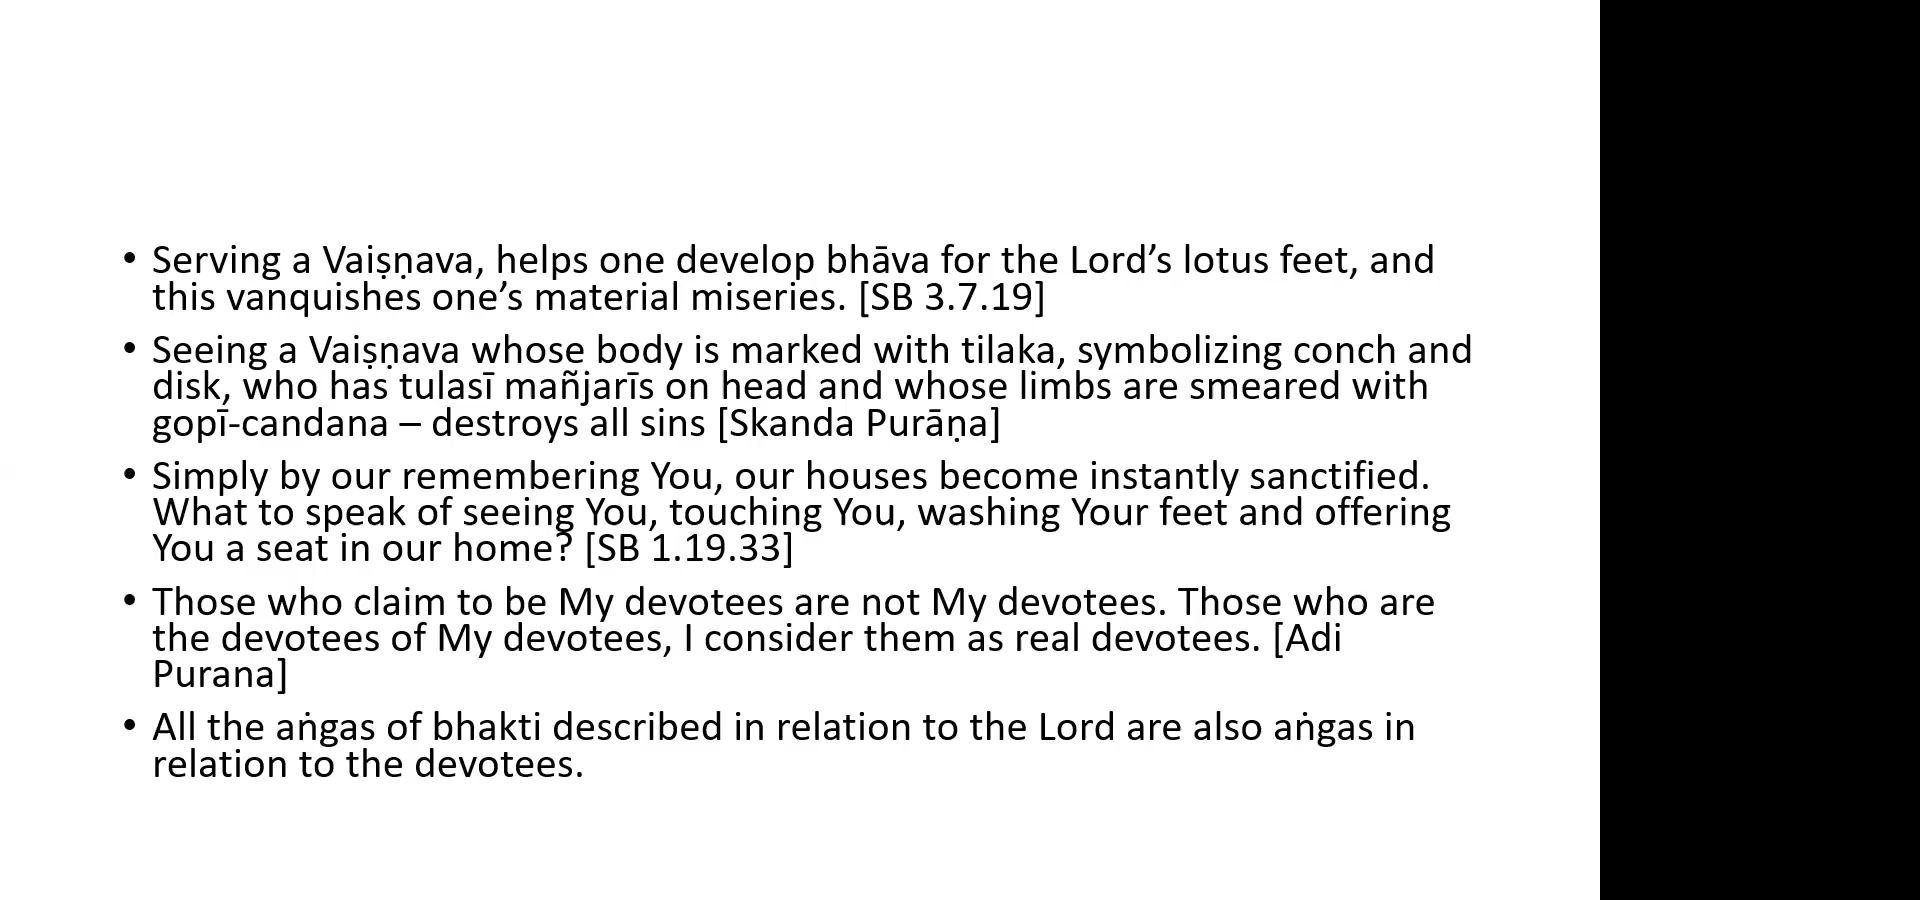 • Serving a Vaiṣṇava, helps one develop bhāva for the Lord’s lotus feet, and
this vanquishes one’s material miseries. [SB 3.7.19]
• Seeing a Vaiṣṇava whose body is marked with tilaka, symbolizing conch and
disk, who has tulasī mañjarīs on head and whose limbs are smeared with
gopī-candana – destroys all sins [Skanda Purāṇa]
• Simply by our remembering You, our houses become instantly sanctified.
What to speak of seeing You, touching You, washing Your feet and offering
You a seat in our home? [SB 1.19.33]
• Those who claim to be My devotees are not My devotees. Those who are
the devotees of My devotees, I consider them as real devotees. [Adi
Purana]
• All the aṅgas of bhakti described in relation to the Lord are also aṅgas in
relation to the devotees.